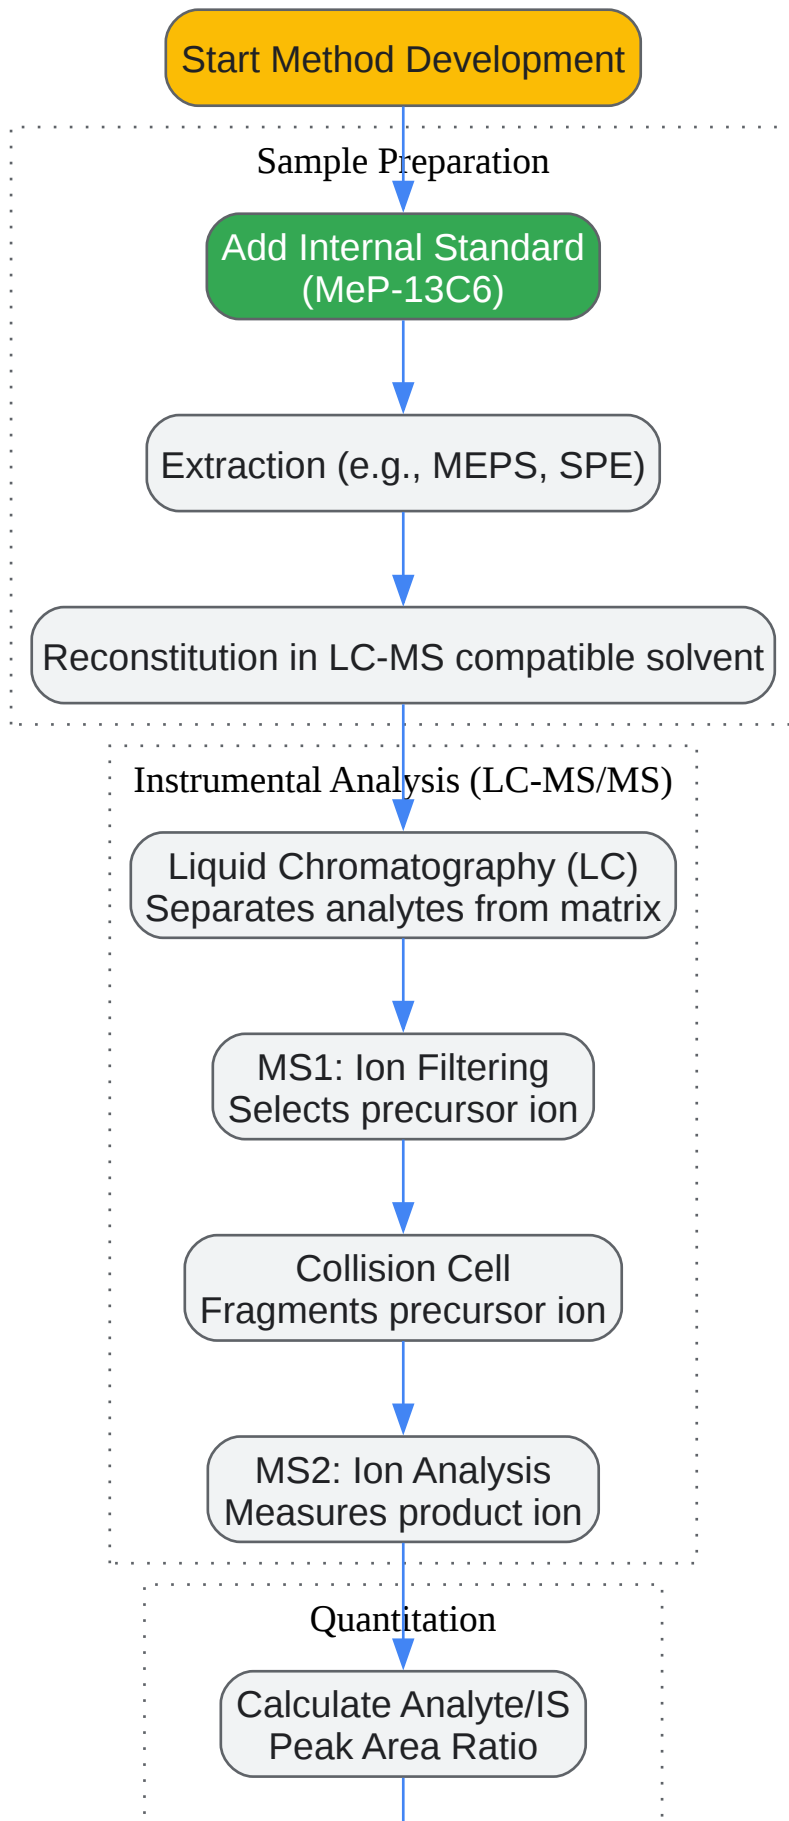 Start Method Development
Sample Preparation
Add Internal Standard
(MeP-13C6)
Extraction (e.g., MEPS, SPE)
Reconstitution in LC-MS compatible solvent
Instrumental Analysis (LC-MS/MS)
Liquid Chromatography (LC)
Separates analytes from matrix
MS1: Ion Filtering
Selects precursor ion
Collision Cell
Fragments precursor ion
MS2: Ion Analysis
Measures product ion
Quantitation
Calculate Analyte/IS
Peak Area Ratio